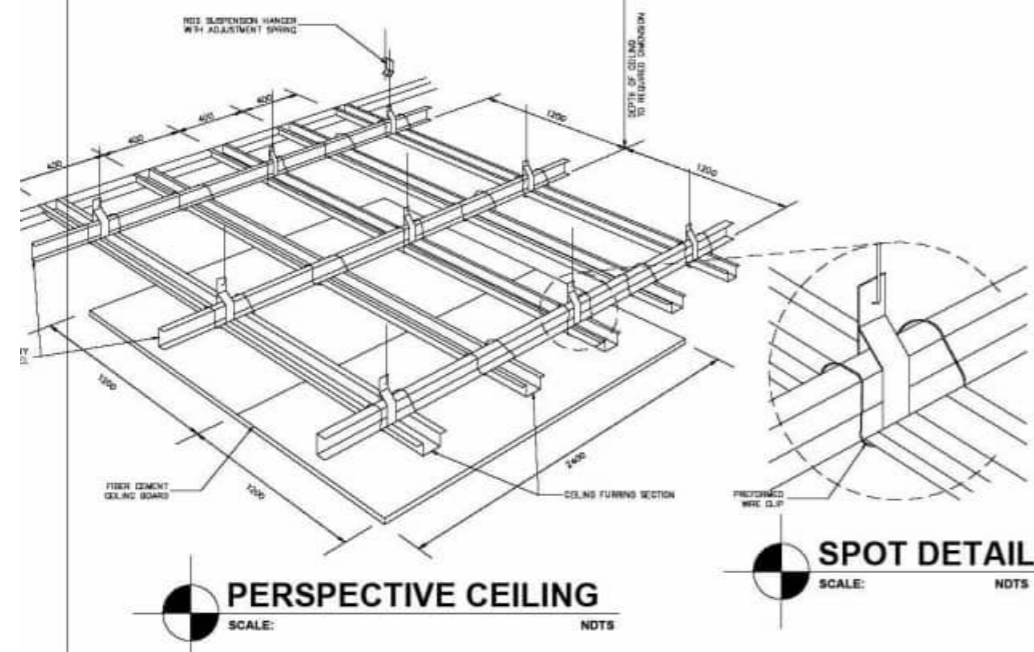 SUSPENSION HANGER
WITH ADJUSTMENT SPRING
DEPTH OF CEILING
TO REQUIRED DIMENSION
400
400
400
400
1200
1200
1200
1200
2400
FIBER CEMENT
CEILING BOARD
CEILING FURRING SECTION
PREFORMED
WIRE CLIP
PERSPECTIVE CEILING
SCALE:
NDTS
SPOT DETAIL
SCALE:
NDTS